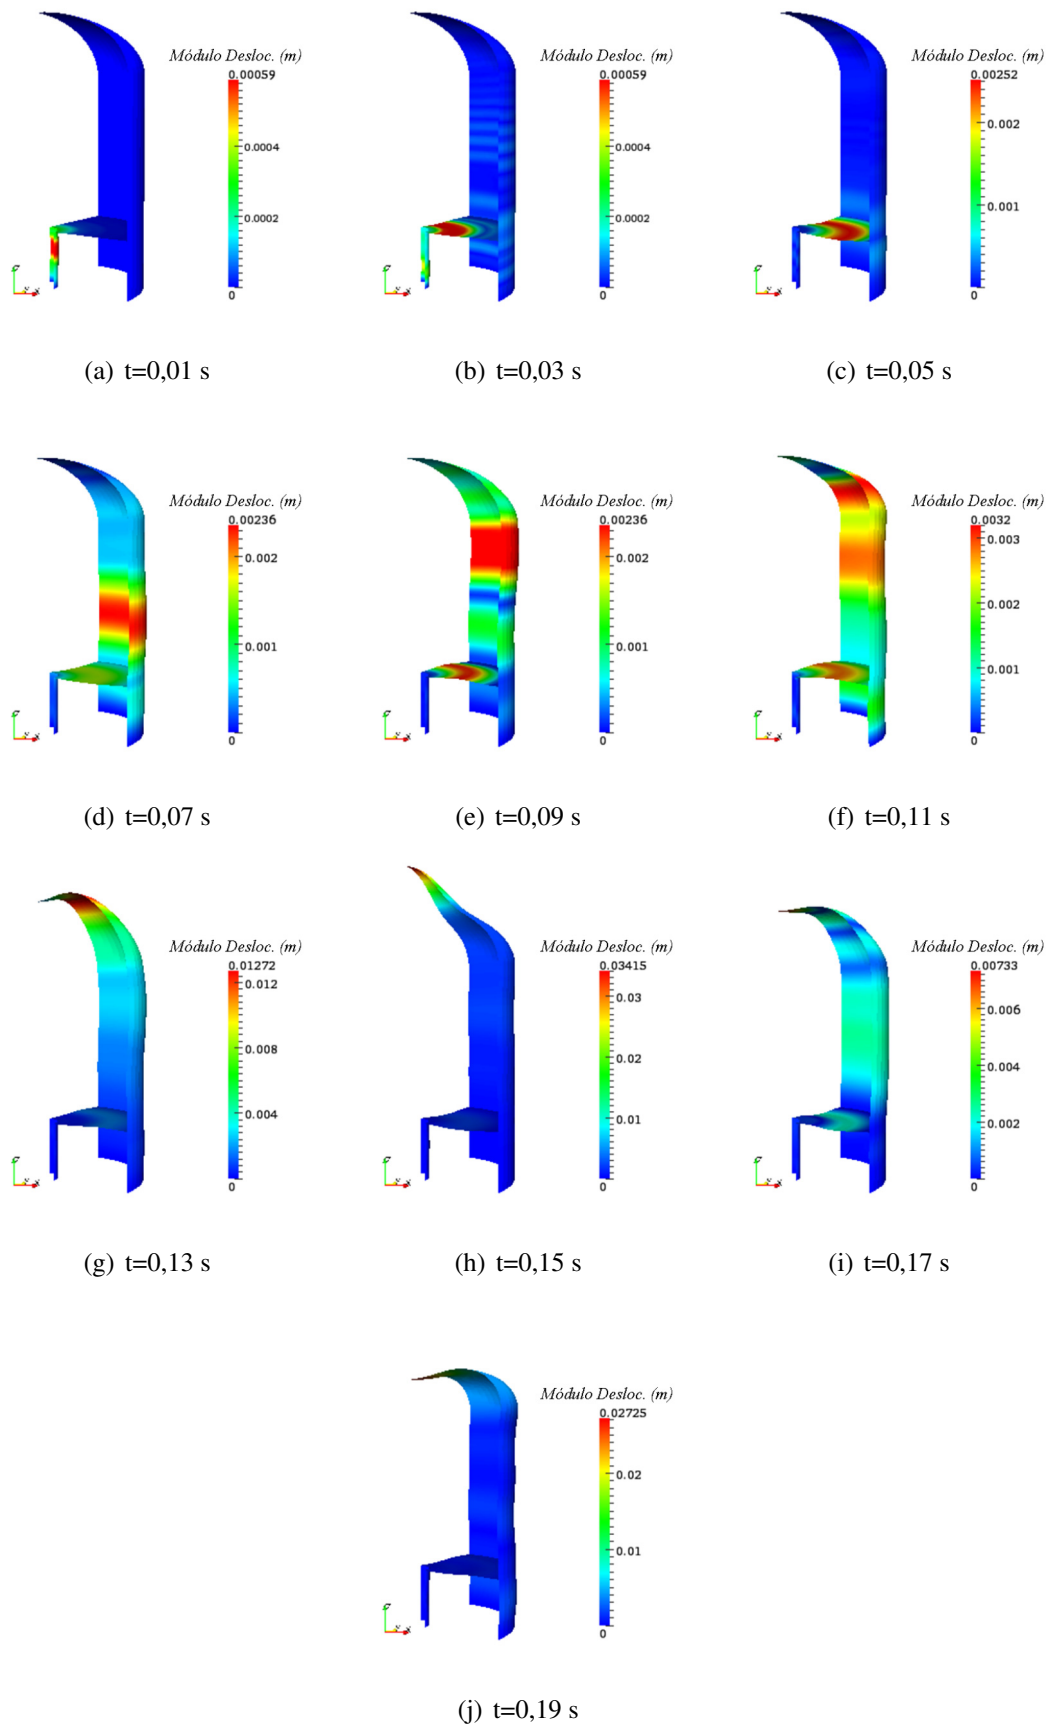 Módulo Desloc. (m)
0.00059
0.0004
0.0002
0
(a) t=0,01 s
Módulo Desloc. (m)
0.00059
0.0004
0.0002
0
(b) t=0,03 s
Módulo Desloc. (m)
0.00252
0.002
0.001
0
(c) t=0,05 s
Módulo Desloc. (m)
0.00236
0.002
0.001
0
(d) t=0,07 s
Módulo Desloc. (m)
0.00236
0.002
0.001
0
(e) t=0,09 s
Módulo Desloc. (m)
0.0032
0.003
0.002
0.001
0
(f) t=0,11 s
Módulo Desloc. (m)
0.01272
0.012
0.008
0.004
0
(g) t=0,13 s
Módulo Desloc. (m)
0.03415
0.03
0.02
0.01
0
(h) t=0,15 s
Módulo Desloc. (m)
0.00733
0.006
0.004
0.002
0
(i) t=0,17 s
Módulo Desloc. (m)
0.02725
0.02
0.01
0
(j) t=0,19 s